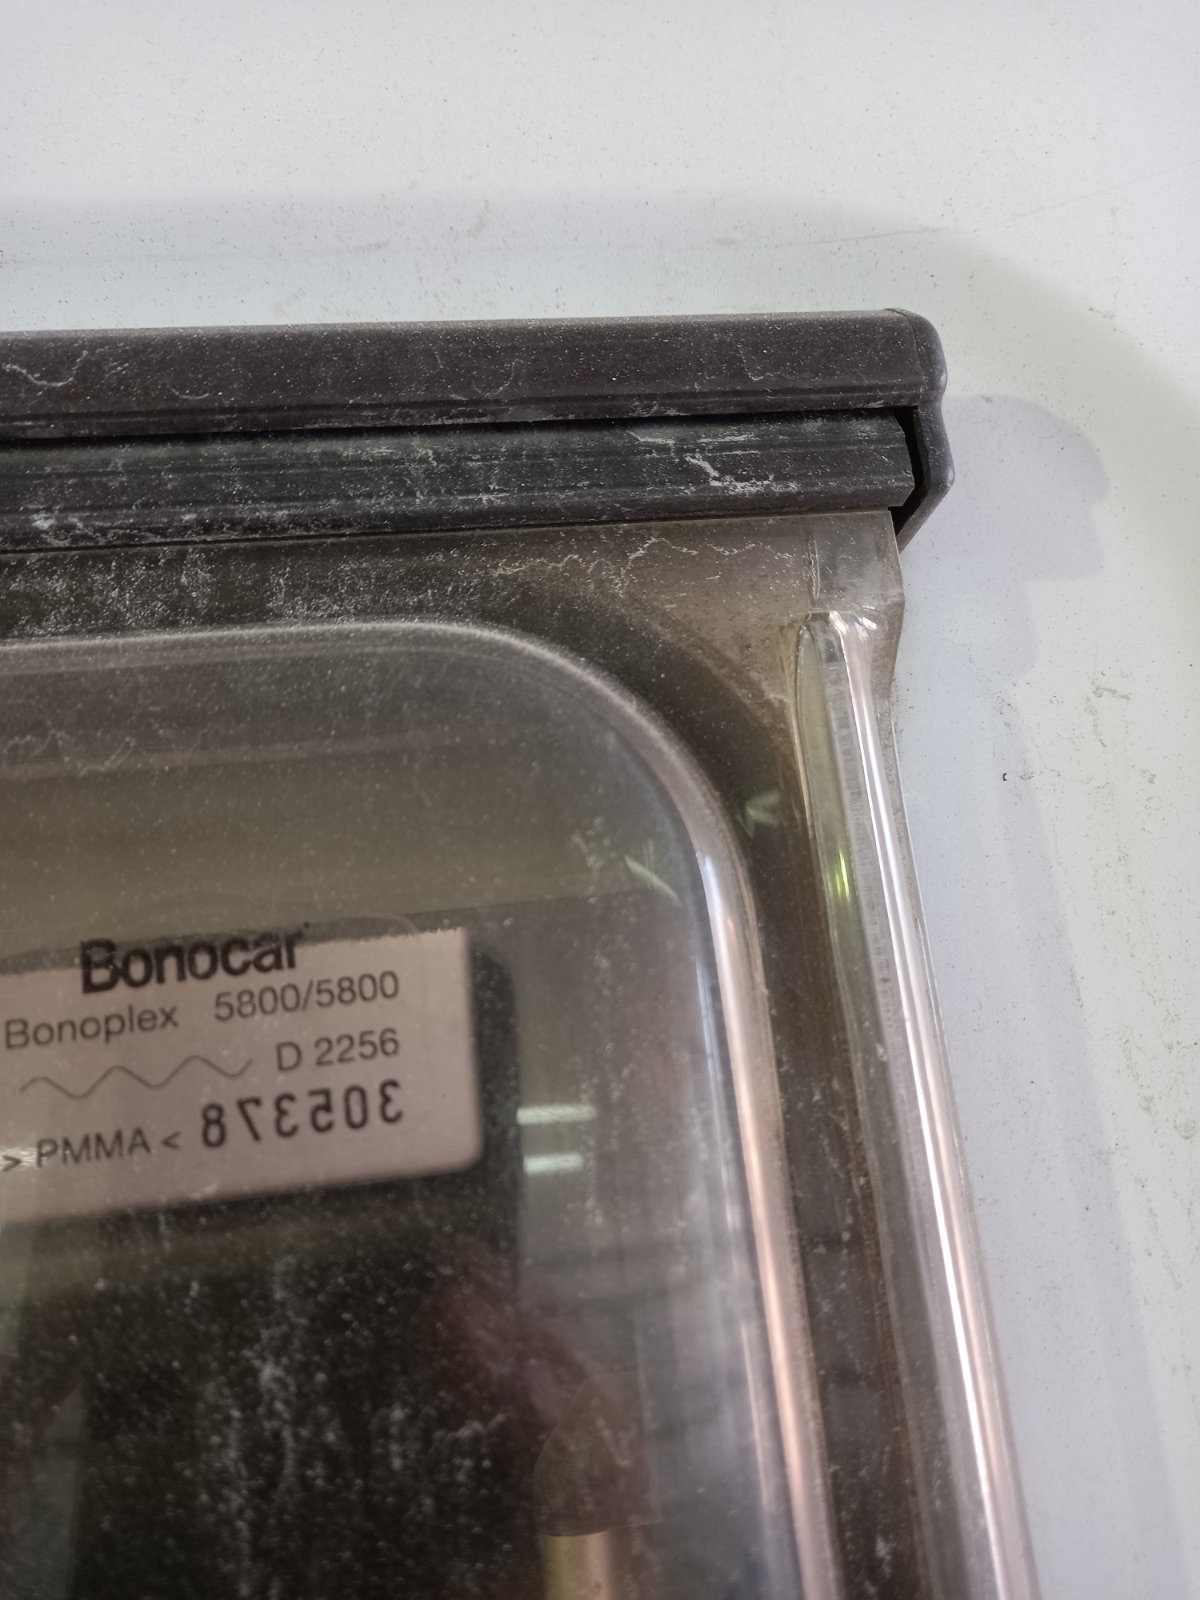 Bonocar
Bonoplex 5800/5800
D 2256
> PMMA < 305378